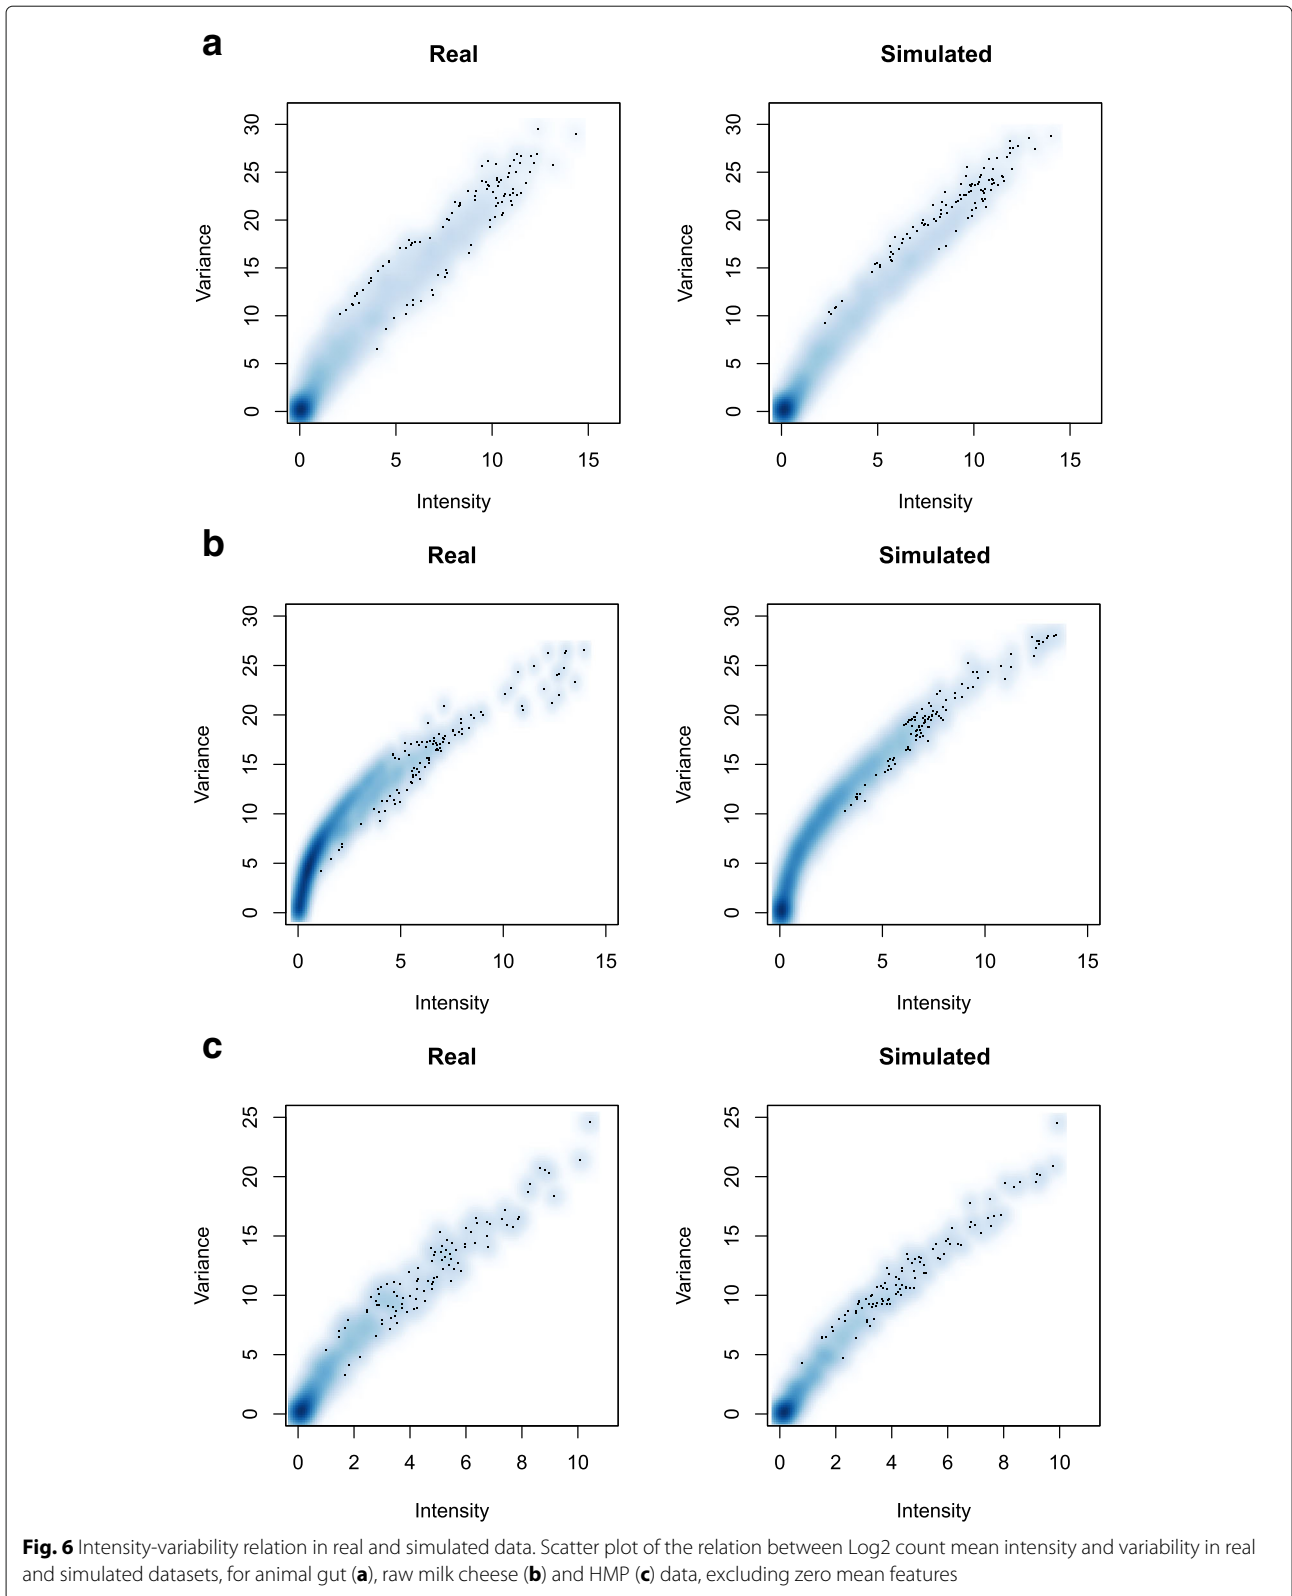 a
Real
Simulated
30
25
20
15
10
5
0
Variance
0 5 10 15
Intensity
30
25
20
15
10
5
0
Variance
0 5 10 15
Intensity
b
Real
Simulated
30
25
20
15
10
5
0
Variance
0 5 10 15
Intensity
30
25
20
15
10
5
0
Variance
0 5 10 15
Intensity
c
Real
Simulated
25
20
15
10
5
0
Variance
0 2 4 6 8 10
Intensity
25
20
15
10
5
0
Variance
0 2 4 6 8 10
Intensity
Fig. 6 Intensity-variability relation in real and simulated data. Scatter plot of the relation between Log2 count mean intensity and variability in real
and simulated datasets, for animal gut (a), raw milk cheese (b) and HMP (c) data, excluding zero mean features